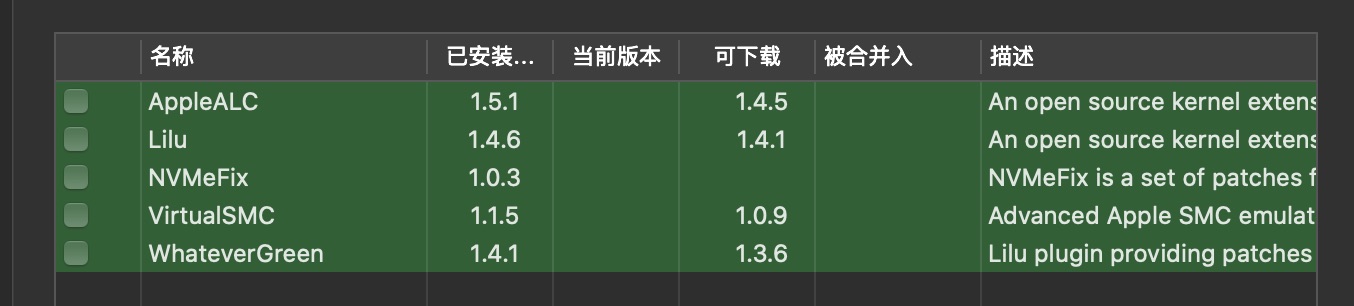 名称 已安装... 当前版本 可下载 被合并入 描述
AppleALC 1.5.1 1.4.5 An open source kernel extens
Lilu 1.4.6 1.4.1 An open source kernel extens
NVMeFix 1.0.3 NVMeFix is a set of patches f
VirtualSMC 1.1.5 1.0.9 Advanced Apple SMC emulat
WhateverGreen 1.4.1 1.3.6 Lilu plugin providing patches